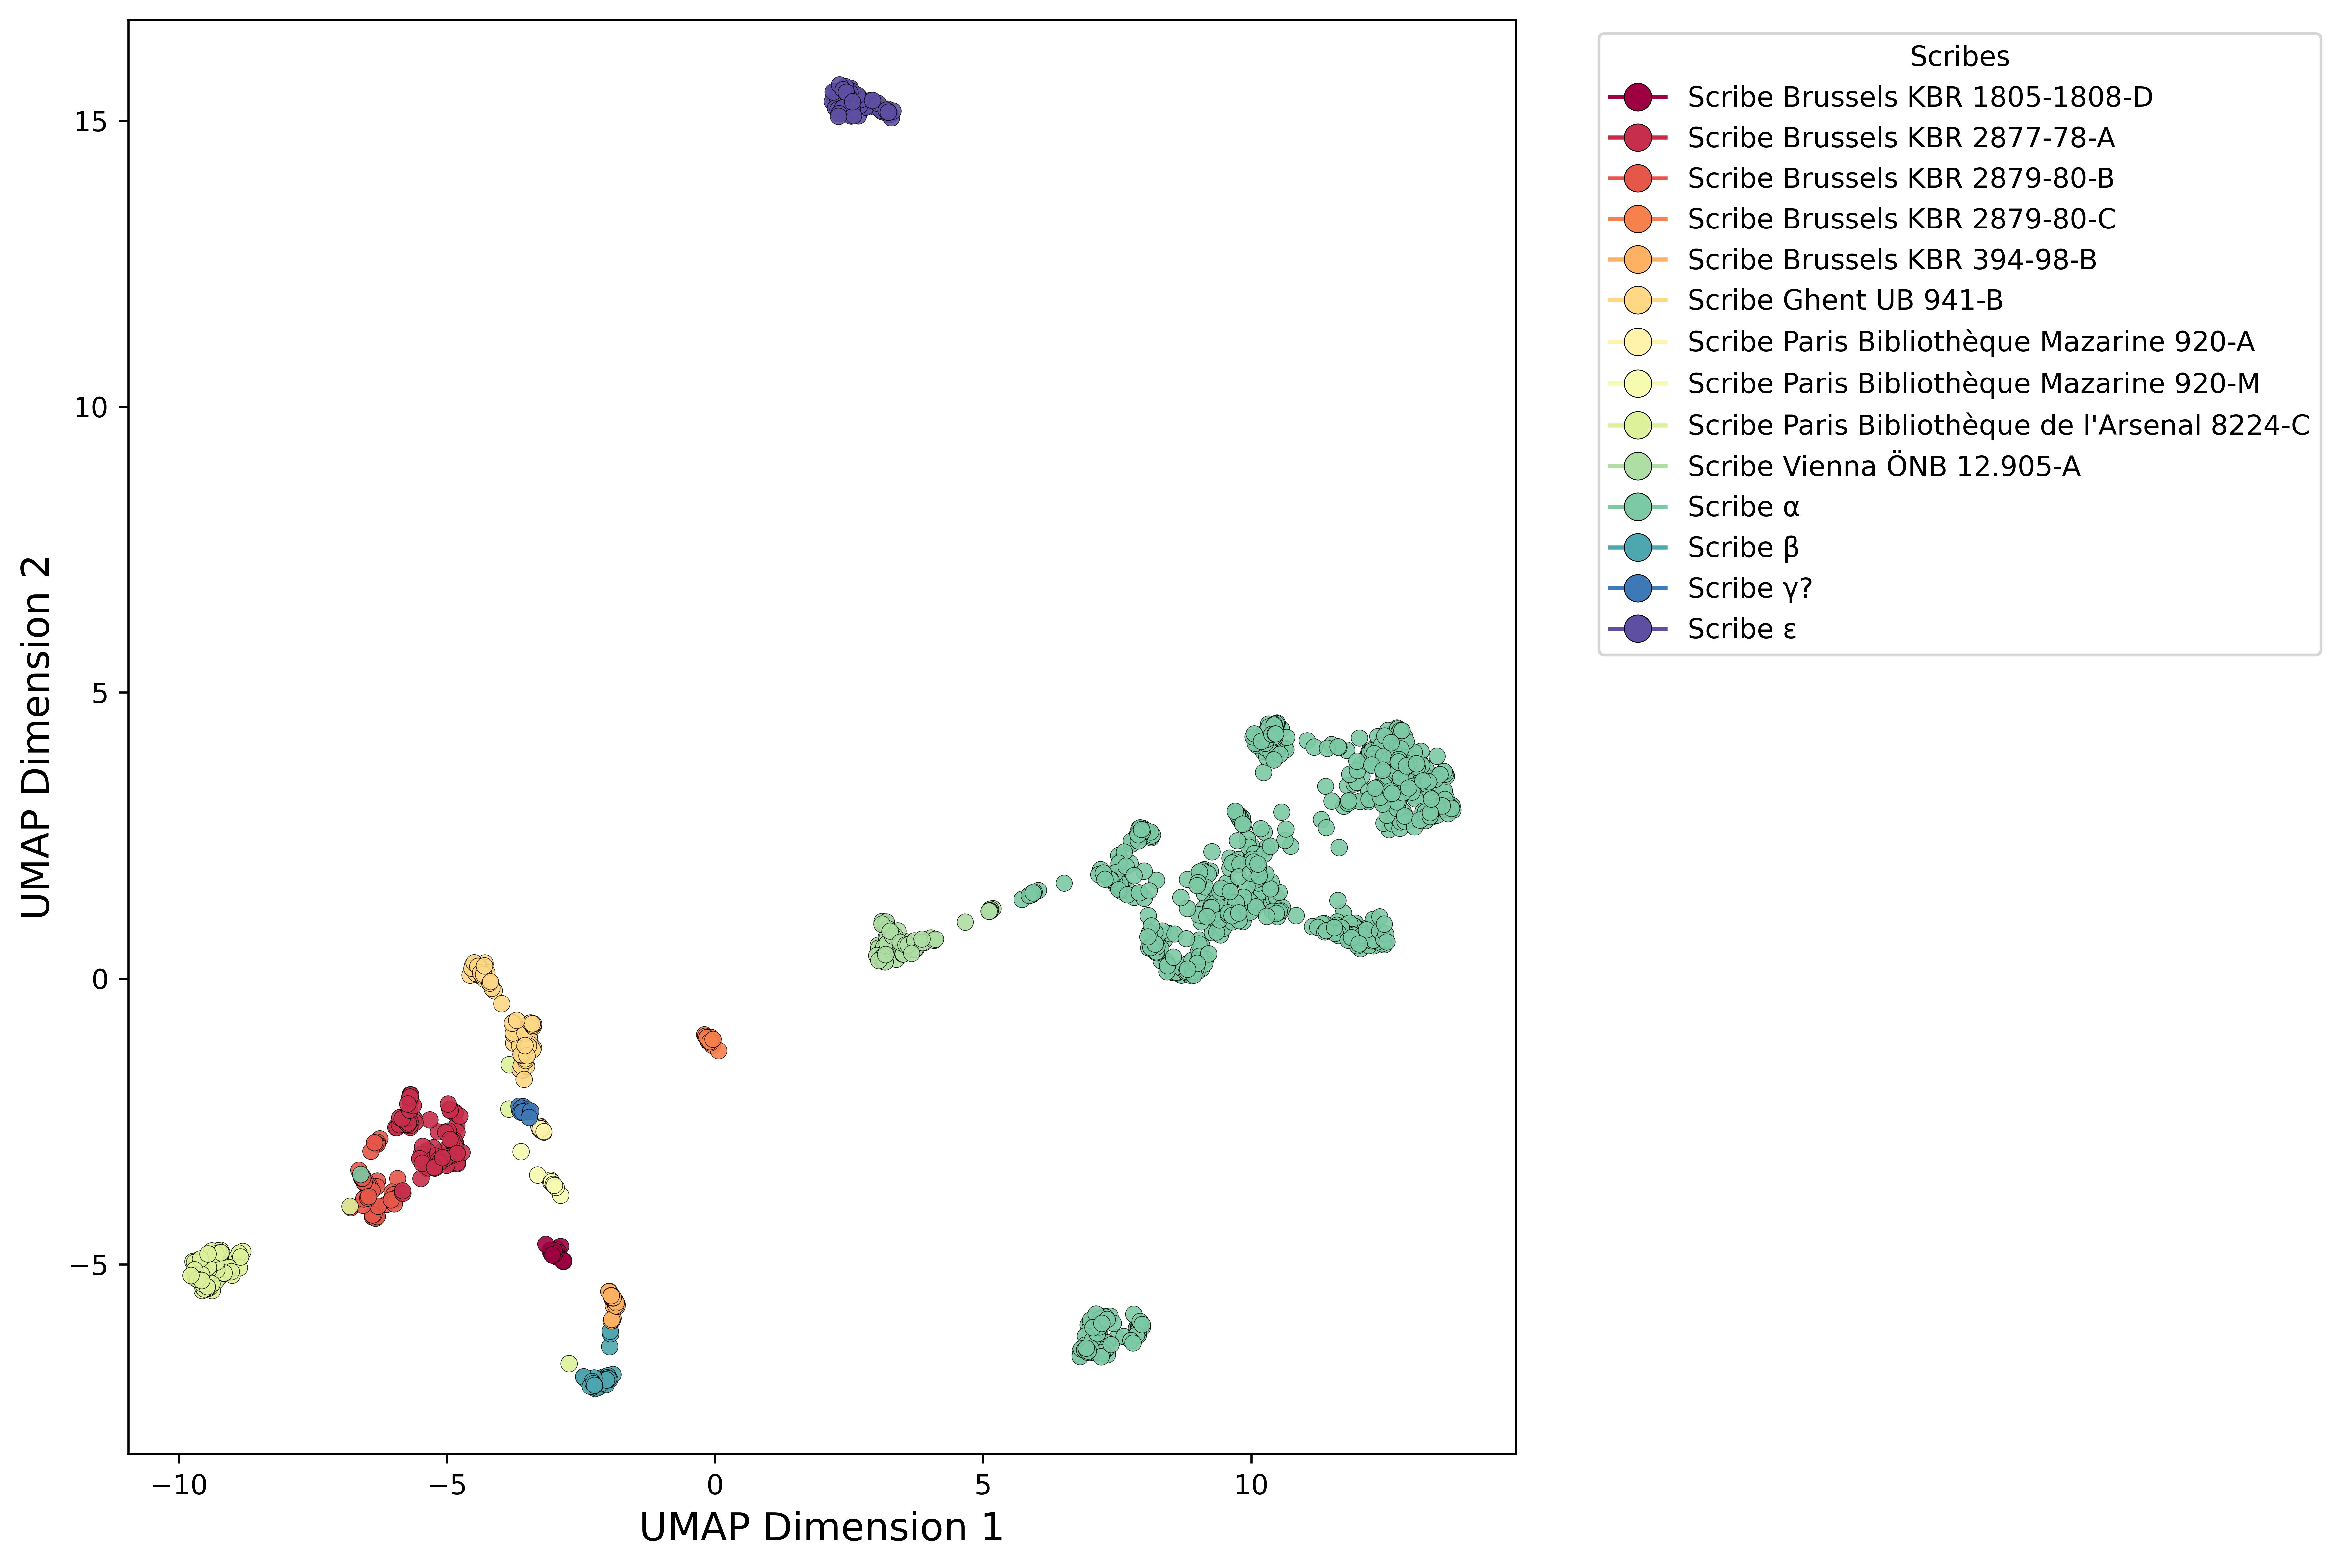 Scribes
Scribe Brussels KBR 1805-1808-D
Scribe Brussels KBR 2877-78-A
Scribe Brussels KBR 2879-80-B
Scribe Brussels KBR 2879-80-C
Scribe Brussels KBR 394-98-B
Scribe Ghent UB 941-B
Scribe Paris Bibliothèque Mazarine 920-A
Scribe Paris Bibliothèque Mazarine 920-M
Scribe Paris Bibliothèque de l'Arsenal 8224-C
Scribe Vienna ÖNB 12.905-A
Scribe α
Scribe β
Scribe γ?
Scribe ε
UMAP Dimension 2
15
10
5
0
−5
−10
−5
0
5
10
UMAP Dimension 1